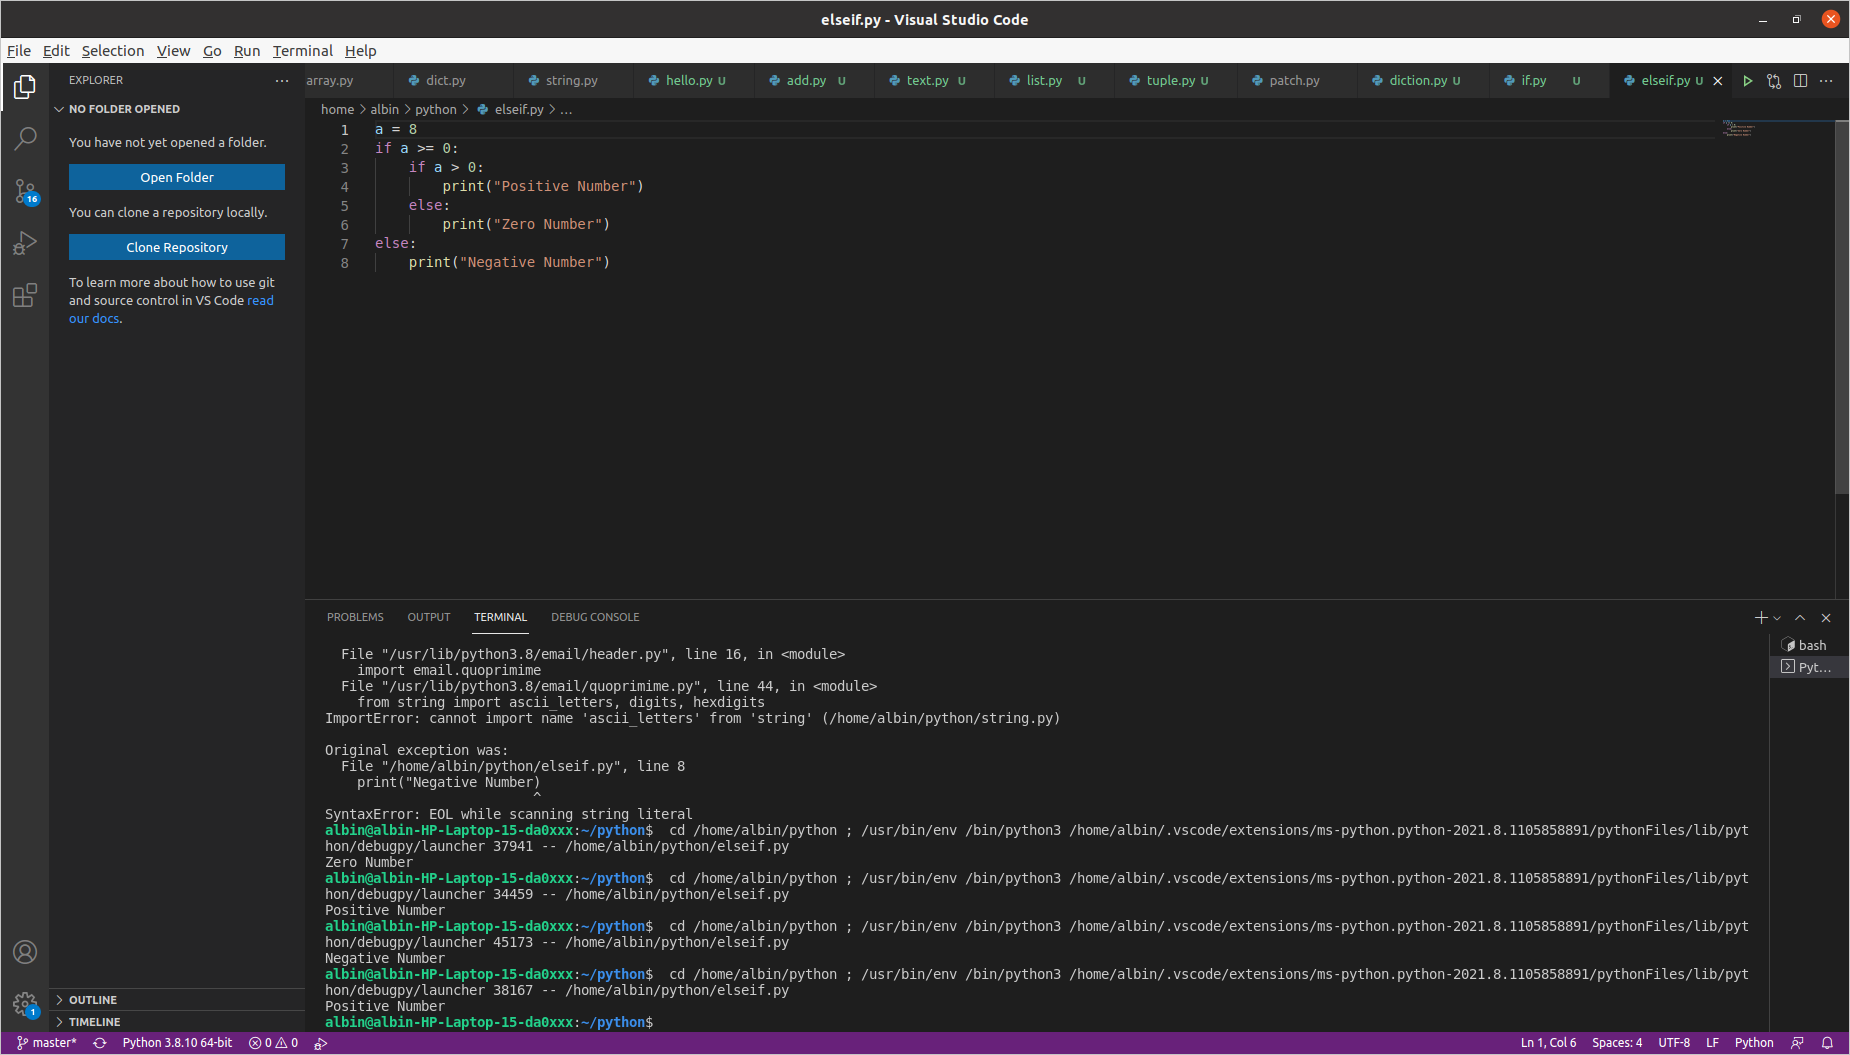 elseif.py - Visual Studio Code
File Edit Selection View Go Run Terminal Help
EXPLORER
NO FOLDER OPENED
You have not yet opened a folder.
Open Folder
You can clone a repository locally.
Clone Repository
To learn more about how to use git
and source control in VS Code read
our docs.
16
1
OUTLINE
TIMELINE
array.py dict.py string.py hello.py U add.py U text.py U list.py U tuple.py U patch.py diction.py U if.py U elseif.py U
home > albin > python > elseif.py > ...
1 a = 8
2 if a >= 0:
3     if a > 0:
4         print("Positive Number")
5     else:
6         print("Zero Number")
7 else:
8     print("Negative Number")
PROBLEMS OUTPUT TERMINAL DEBUG CONSOLE
bash
Pyt...
  File "/usr/lib/python3.8/email/header.py", line 16, in <module>
    import email.quoprimime
  File "/usr/lib/python3.8/email/quoprimime.py", line 44, in <module>
    from string import ascii_letters, digits, hexdigits
ImportError: cannot import name 'ascii_letters' from 'string' (/home/albin/python/string.py)
Original exception was:
  File "/home/albin/python/elseif.py", line 8
    print("Negative Number)
                          ^
SyntaxError: EOL while scanning string literal
albin@albin-HP-Laptop-15-da0xxx:~/python$  cd /home/albin/python ; /usr/bin/env /bin/python3 /home/albin/.vscode/extensions/ms-python.python-2021.8.1105858891/pythonFiles/lib/pyt
hon/debugpy/launcher 37941 -- /home/albin/python/elseif.py
Zero Number
albin@albin-HP-Laptop-15-da0xxx:~/python$  cd /home/albin/python ; /usr/bin/env /bin/python3 /home/albin/.vscode/extensions/ms-python.python-2021.8.1105858891/pythonFiles/lib/pyt
hon/debugpy/launcher 34459 -- /home/albin/python/elseif.py
Positive Number
albin@albin-HP-Laptop-15-da0xxx:~/python$  cd /home/albin/python ; /usr/bin/env /bin/python3 /home/albin/.vscode/extensions/ms-python.python-2021.8.1105858891/pythonFiles/lib/pyt
hon/debugpy/launcher 45173 -- /home/albin/python/elseif.py
Negative Number
albin@albin-HP-Laptop-15-da0xxx:~/python$  cd /home/albin/python ; /usr/bin/env /bin/python3 /home/albin/.vscode/extensions/ms-python.python-2021.8.1105858891/pythonFiles/lib/pyt
hon/debugpy/launcher 38167 -- /home/albin/python/elseif.py
Positive Number
albin@albin-HP-Laptop-15-da0xxx:~/python$
master* Python 3.8.10 64-bit 0 0 Ln 1, Col 6 Spaces: 4 UTF-8 LF Python